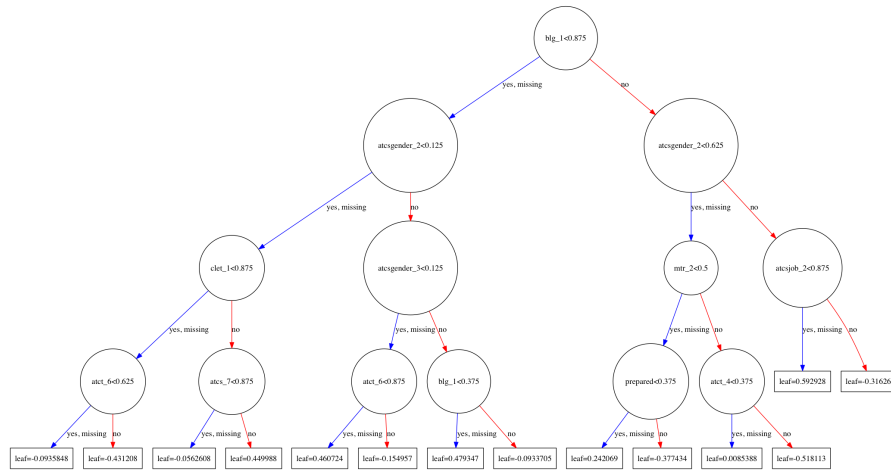 blg_1<0.875
yes, missing
no
atcsgender_2<0.125
atcsgender_2<0.625
yes, missing
no
yes, missing
no
clet_1<0.875
atcsgender_3<0.125
mtr_2<0.5
atcsjob_2<0.875
yes, missing
no
yes, missing
no
yes, missing
no
yes, missing
no
atct_6<0.625
atcs_7<0.875
atct_6<0.875
blg_1<0.375
prepared<0.375
atct_4<0.375
leaf=0.592928
leaf=-0.31626
yes, missing
no
yes, missing
no
yes, missing
no
yes, missing
no
yes, missing
no
yes, missing
no
leaf=-0.0935848
leaf=-0.431208
leaf=-0.0562608
leaf=0.449988
leaf=0.460724
leaf=-0.154957
leaf=0.479347
leaf=-0.0933705
leaf=0.242069
leaf=-0.377434
leaf=0.0085388
leaf=-0.518113